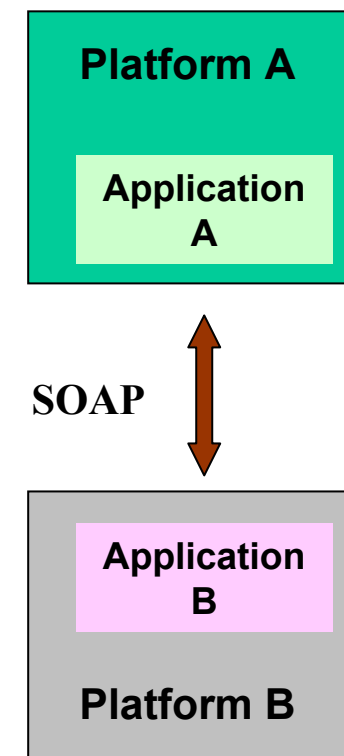 Platform A
Application
A
SOAP
Application
B
Platform B